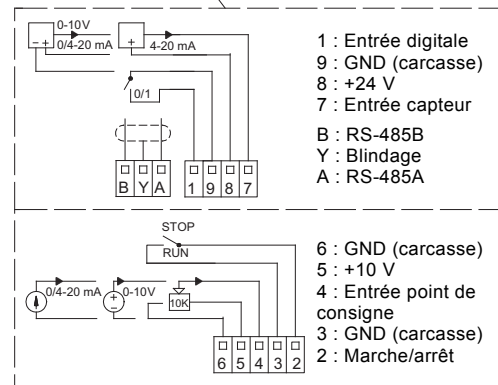 0-10V
- +
0/4-20 mA
+
4-20 mA
0/1
B Y A
1 9 8 7
1 : Entrée digitale
9 : GND (carcasse)
8 : +24 V
7 : Entrée capteur
B : RS-485B
Y : Blindage
A : RS-485A
STOP
RUN
0/4-20 mA
+
-
0-10V
10K
6 5 4 3 2
6 : GND (carcasse)
5 : +10 V
4 : Entrée point de
consigne
3 : GND (carcasse)
2 : Marche/arrêt